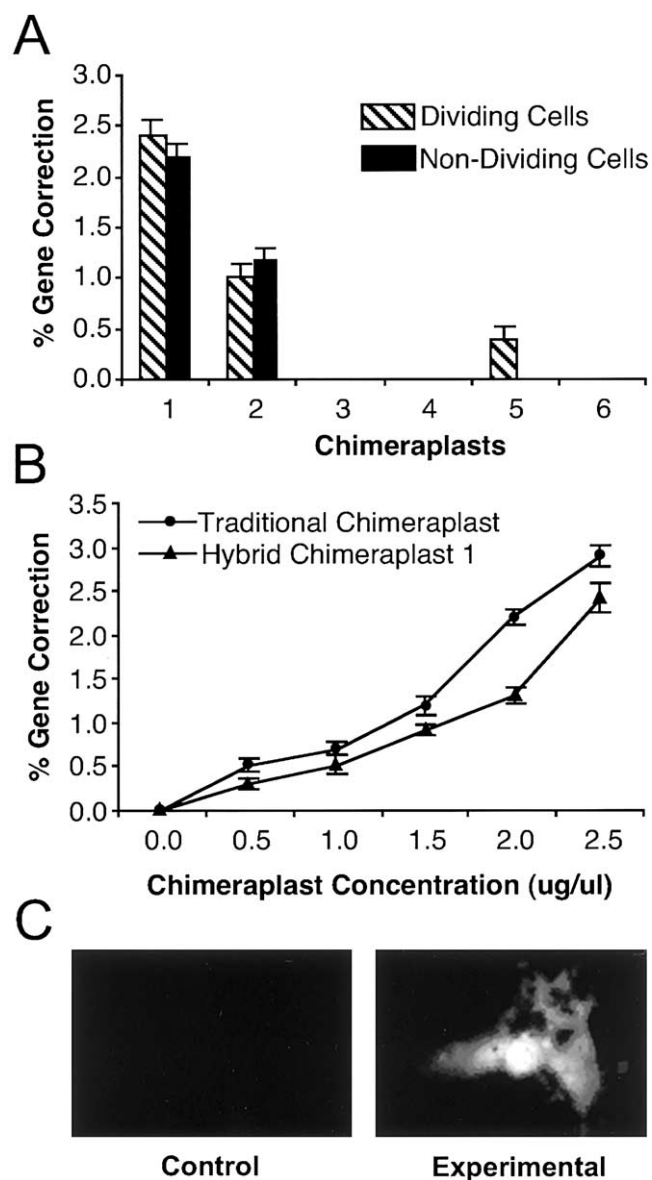 A
3.0
2.5
2.0
1.5
1.0
0.5
0.0
% Gene Correction
Dividing Cells
Non-Dividing Cells
1 2 3 4 5 6
Chimeraplasts
B
3.5
3.0
2.5
2.0
1.5
1.0
0.5
0.0
% Gene Correction
Traditional Chimeraplast
Hybrid Chimeraplast 1
0.0 0.5 1.0 1.5 2.0 2.5
Chimeraplast Concentration (ug/ul)
C
Control
Experimental